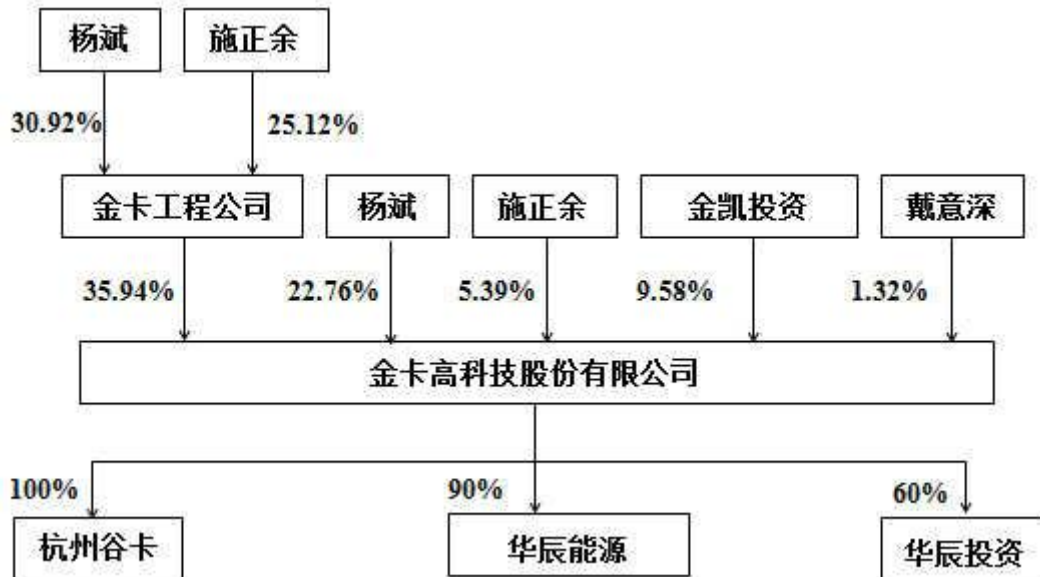 杨斌 施正余
30.92% 25.12%
金卡工程公司 杨斌 施正余 金凯投资 戴意深
35.94% 22.76% 5.39% 9.58% 1.32%
金卡高科技股份有限公司
100% 90% 60%
杭州谷卡 华辰能源 华辰投资